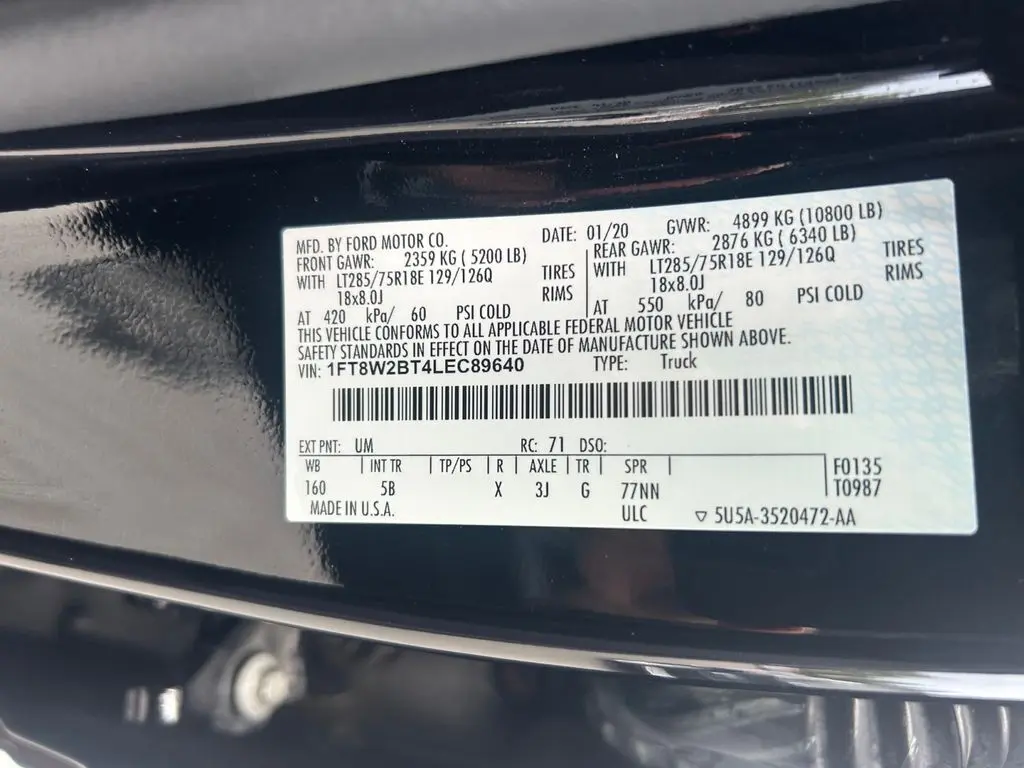 MFD. BY FORD MOTOR CO. DATE: 01/20 GVWR: 4899 KG (10800 LB)
FRONT GAWR: 2359 KG ( 5200 LB) REAR GAWR: 2876 KG ( 6340 LB)
WITH LT285/75R18E 129/126Q TIRES WITH LT285/75R18E 129/126Q TIRES
18x8.0J RIMS 18x8.0J RIMS
AT 420 kPa/ 60 PSI COLD AT 550 kPa/ 80 PSI COLD
THIS VEHICLE CONFORMS TO ALL APPLICABLE FEDERAL MOTOR VEHICLE
SAFETY STANDARDS IN EFFECT ON THE DATE OF MANUFACTURE SHOWN ABOVE.
VIN: 1FT8W2BT4LEC89640 TYPE: Truck
EXT PNT: UM RC: 71 DSO:
WB INT TR TP/PS R AXLE TR SPR F0135
160 5B X 3J G 77NN T0987
MADE IN U.S.A. ULC ▽ 5U5A-3520472-AA